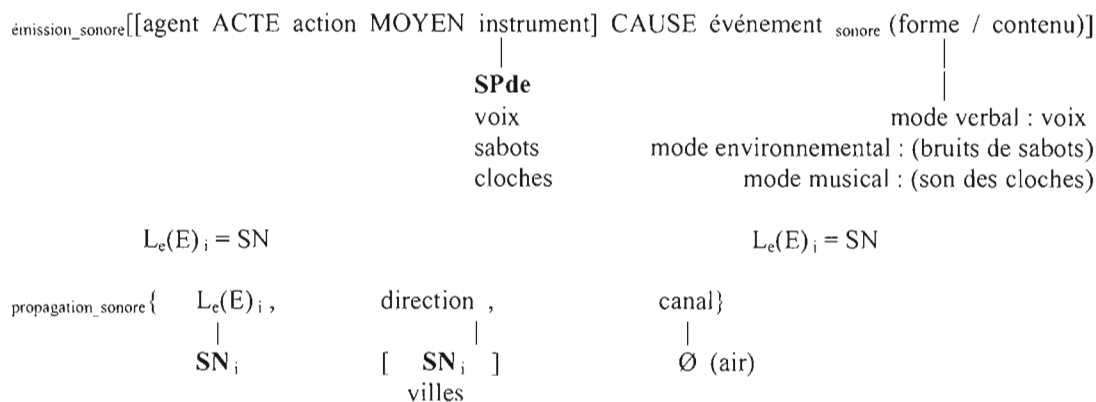 émission_sonore[[agent ACTE action MOYEN instrument] CAUSE événement sonore (forme / contenu)]
SPde
voix mode verbal : voix
sabots mode environnemental : (bruits de sabots)
cloches mode musical : (son des cloches)
Le(E) i = SN Le(E) i = SN
propagation_sonore{ Le(E) i , direction , canal}
SN i [ SN i ] Ø (air)
villes